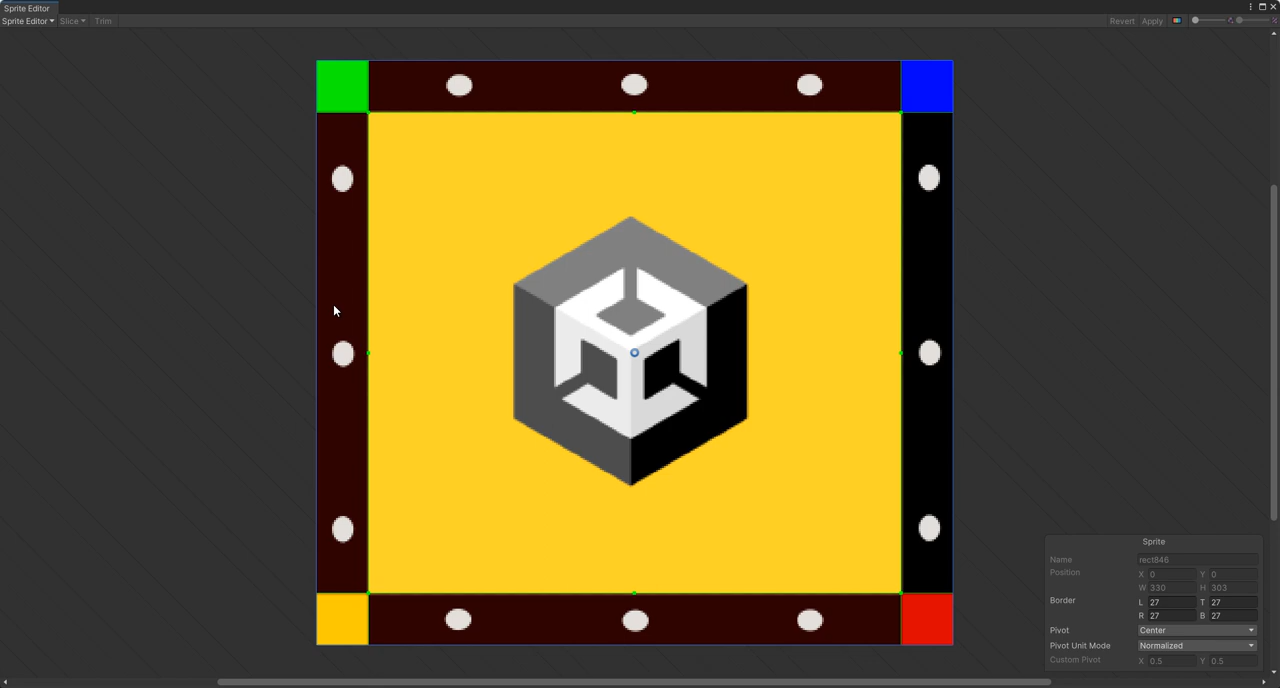 Sprite Editor
Sprite Editor Slice Trim Revert Apply
Sprite
Name rect846
Position X 0 Y 0
W 330 H 303
Border L 27 T 27
R 27 B 27
Pivot Center
Pivot Unit Mode Normalized
Custom Pivot X 0.5 Y 0.5